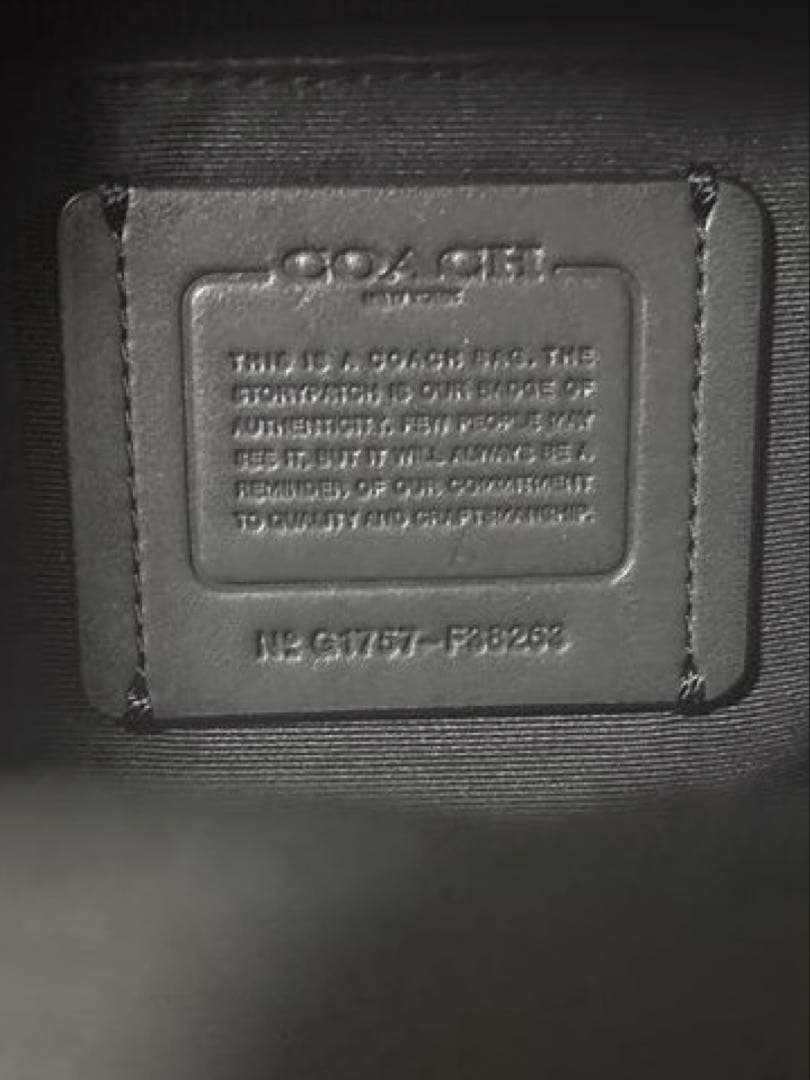 COACH
NEW YORK
THIS IS A COACH BAG. THE
STORYPATCH IS OUR BADGE OF
AUTHENTICITY. FEW PEOPLE MAY
SEE IT, BUT IT WILL ALWAYS BE A
REMINDER OF OUR COMMITMENT
TO QUALITY AND CRAFTSMANSHIP.
Nº G1757-F38263